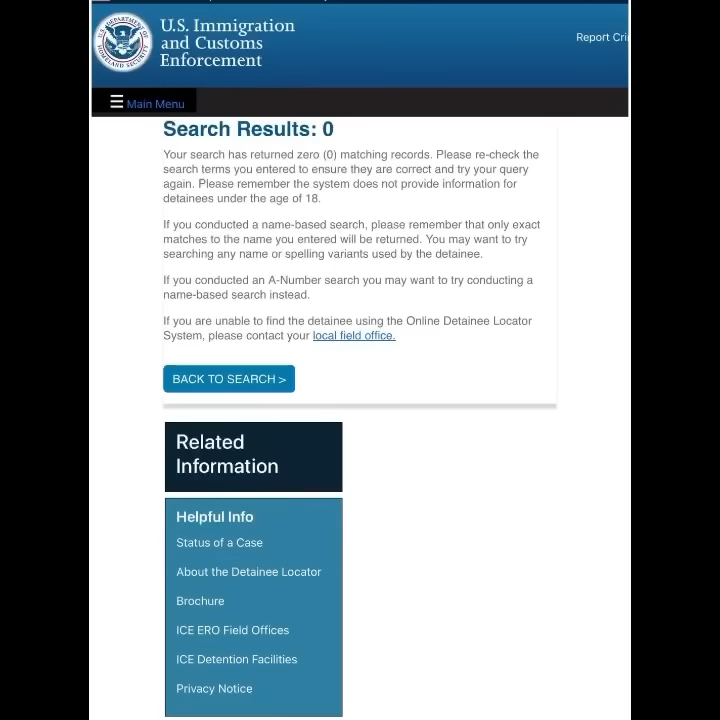 U.S. Immigration
and Customs
Enforcement
Report Cri
Main Menu
Search Results: 0
Your search has returned zero (0) matching records. Please re-check the
search terms you entered to ensure they are correct and try your query
again. Please remember the system does not provide information for
detainees under the age of 18.
If you conducted a name-based search, please remember that only exact
matches to the name you entered will be returned. You may want to try
searching any name or spelling variants used by the detainee.
If you conducted an A-Number search you may want to try conducting a
name-based search instead.
If you are unable to find the detainee using the Online Detainee Locator
System, please contact your local field office.
BACK TO SEARCH >
Related
Information
Helpful Info
Status of a Case
About the Detainee Locator
Brochure
ICE ERO Field Offices
ICE Detention Facilities
Privacy Notice